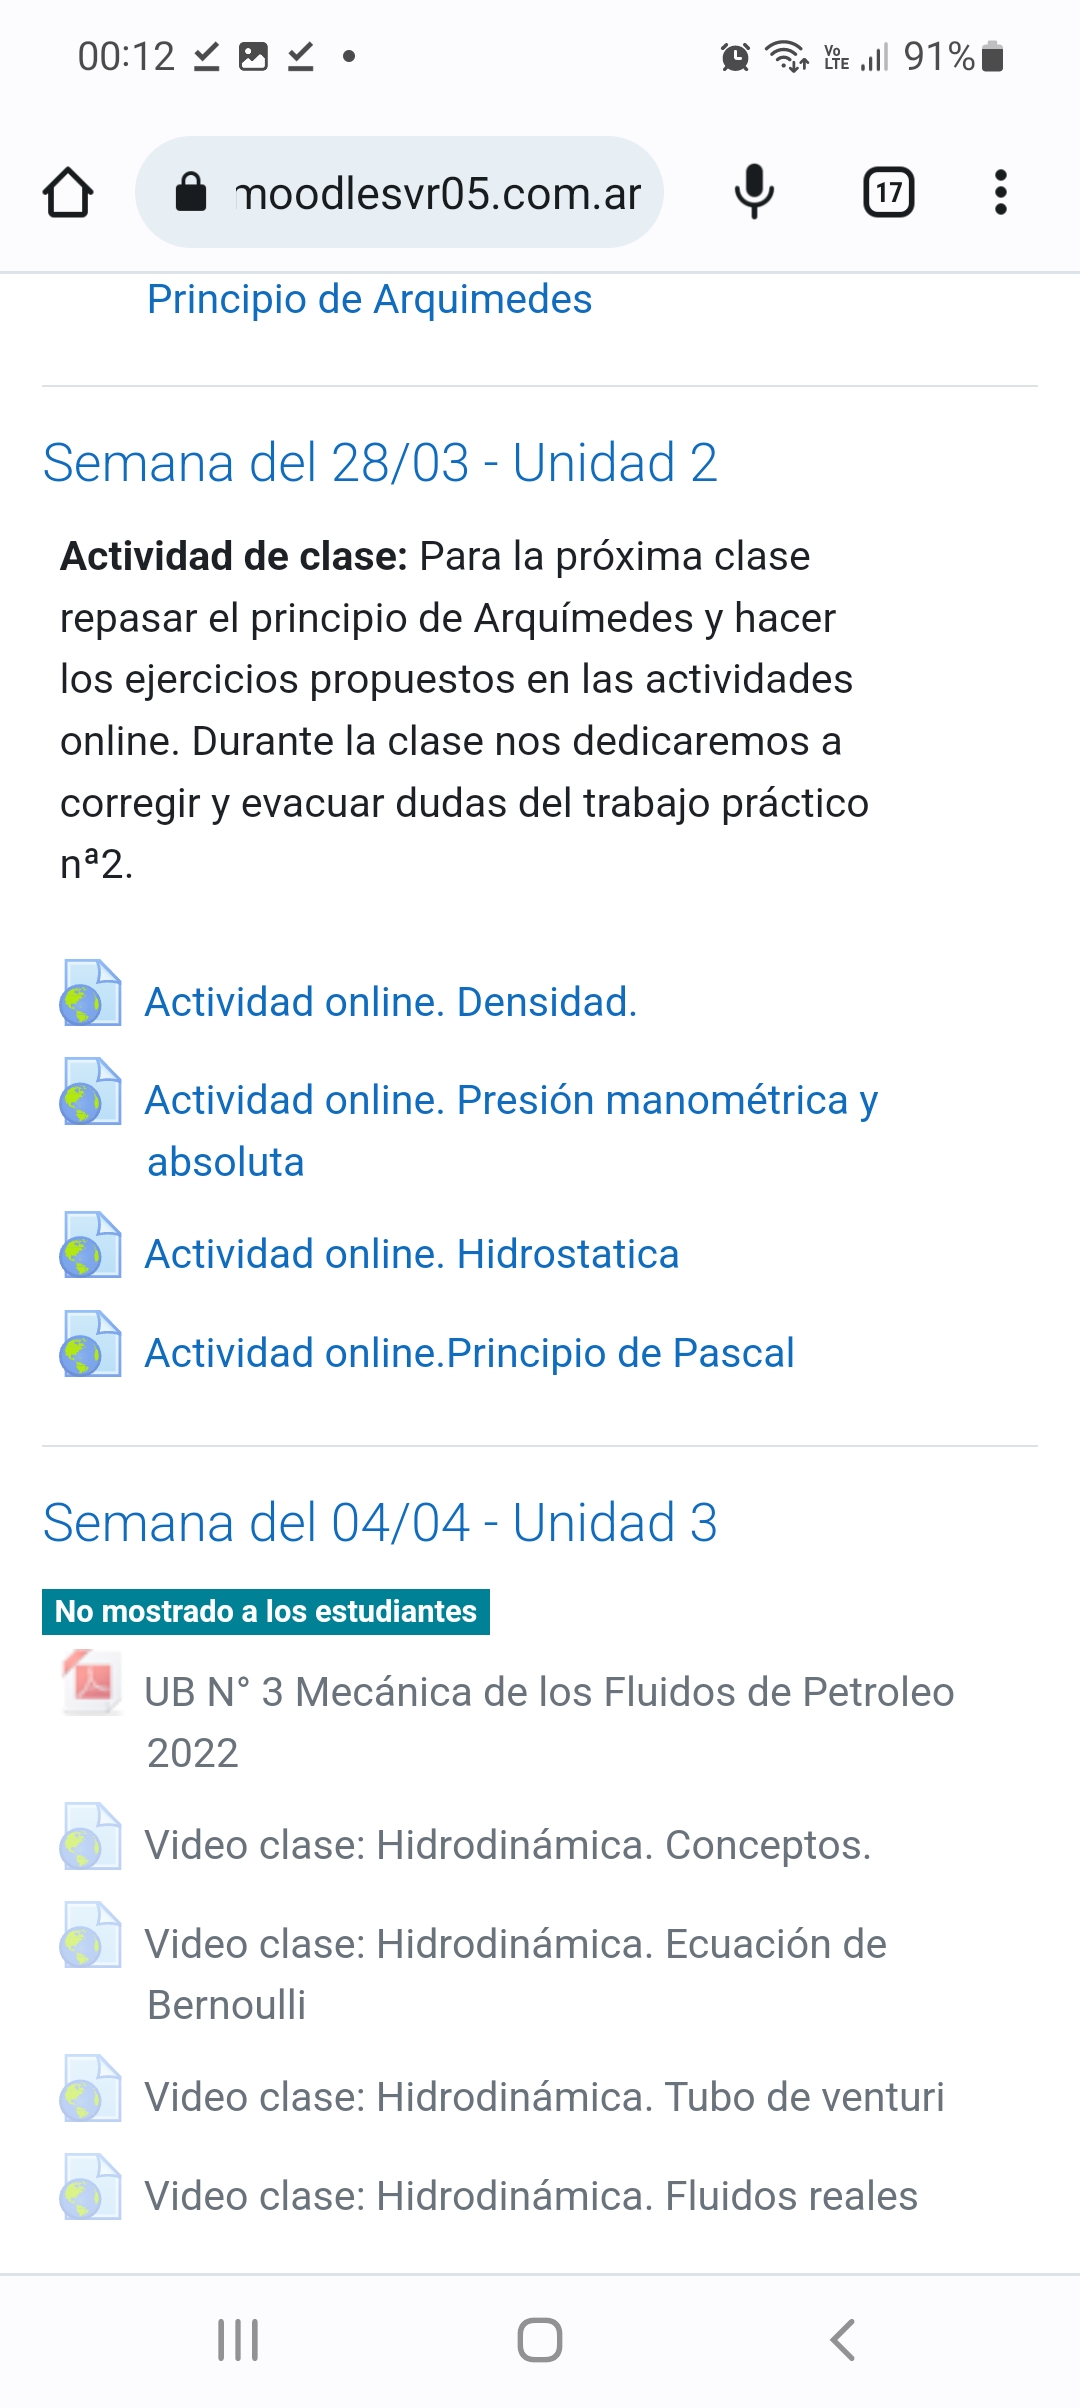 00:12
Vo LTE 91%
moodlesvr05.com.ar
17
Principio de Arquimedes
Semana del 28/03 - Unidad 2
Actividad de clase: Para la próxima clase
repasar el principio de Arquímedes y hacer
los ejercicios propuestos en las actividades
online. Durante la clase nos dedicaremos a
corregir y evacuar dudas del trabajo práctico
nª2.
Actividad online. Densidad.
Actividad online. Presión manométrica y
absoluta
Actividad online. Hidrostatica
Actividad online.Principio de Pascal
Semana del 04/04 - Unidad 3
No mostrado a los estudiantes
UB N° 3 Mecánica de los Fluidos de Petroleo
2022
Video clase: Hidrodinámica. Conceptos.
Video clase: Hidrodinámica. Ecuación de
Bernoulli
Video clase: Hidrodinámica. Tubo de venturi
Video clase: Hidrodinámica. Fluidos reales